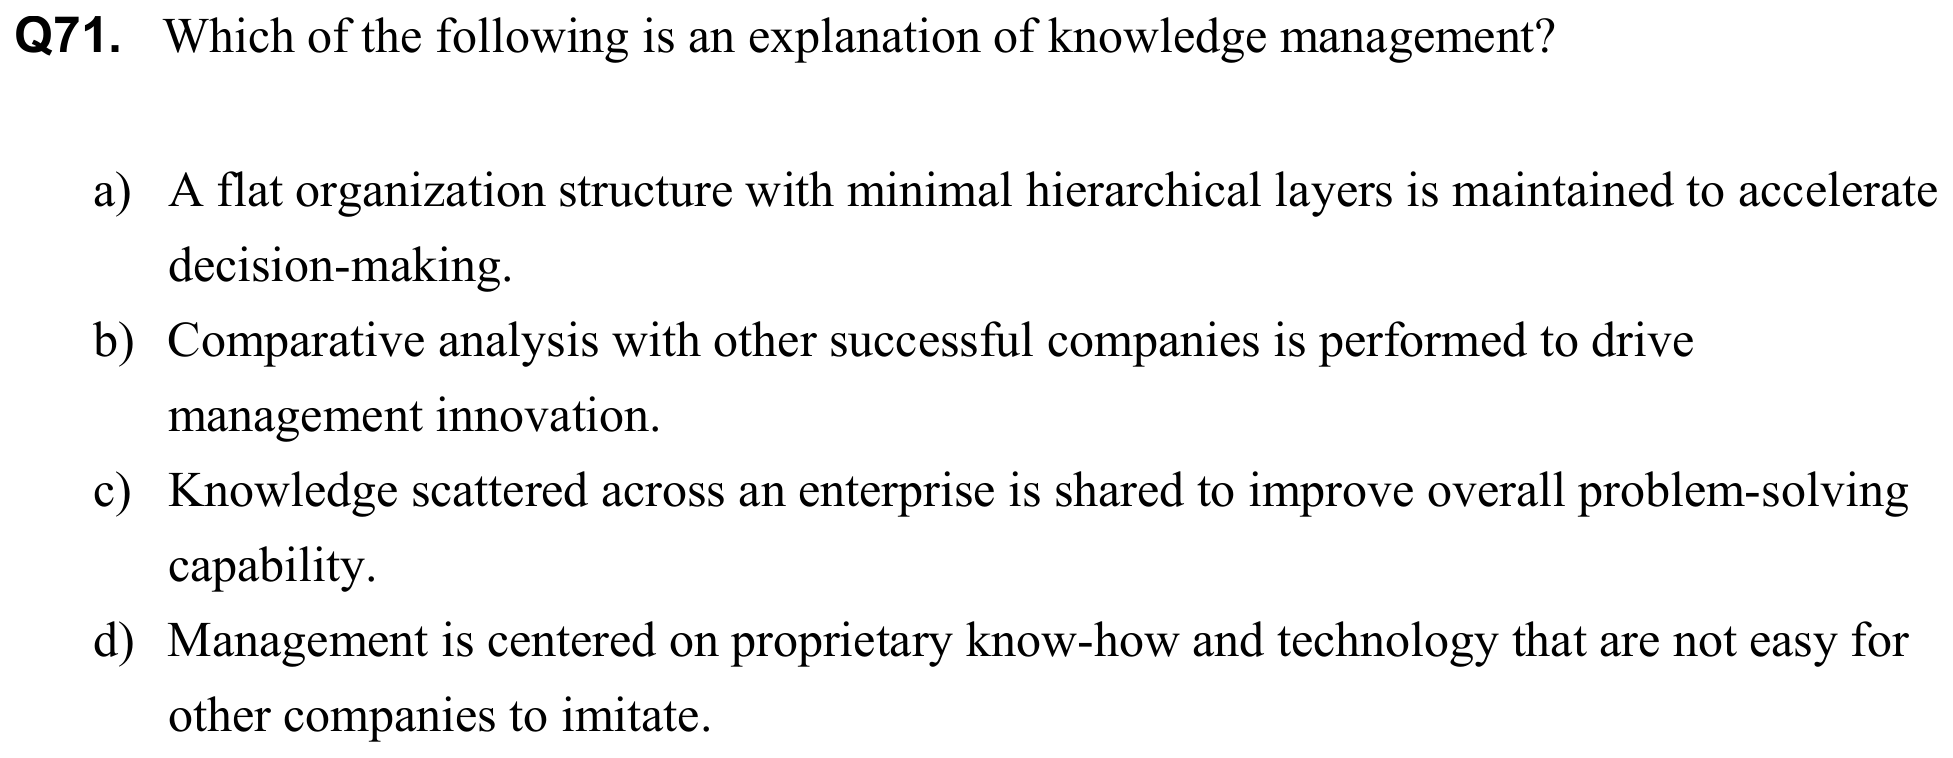 Q71. Which of the following is an explanation of knowledge management?
a) A flat organization structure with minimal hierarchical layers is maintained to accelerate
decision-making.
b) Comparative analysis with other successful companies is performed to drive
management innovation.
c) Knowledge scattered across an enterprise is shared to improve overall problem-solving
capability.
d) Management is centered on proprietary know-how and technology that are not easy for
other companies to imitate.